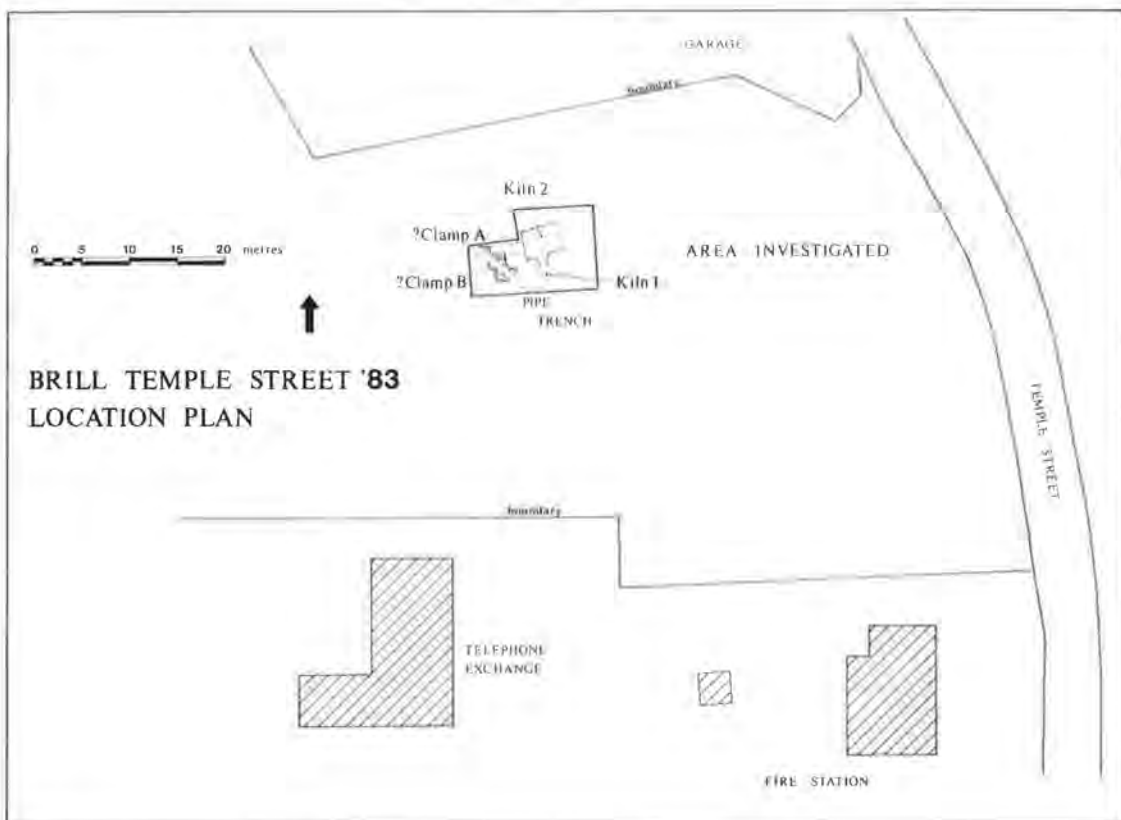 GARAGE
boundary
Kiln 2
0 5 10 15 20 metres
?Clamp A
AREA INVESTIGATED
?Clamp B
Kiln 1
PIPE
TRENCH
BRILL TEMPLE STREET '83
LOCATION PLAN
TEMPLE STREET
boundary
TELEPHONE
EXCHANGE
FIRE STATION